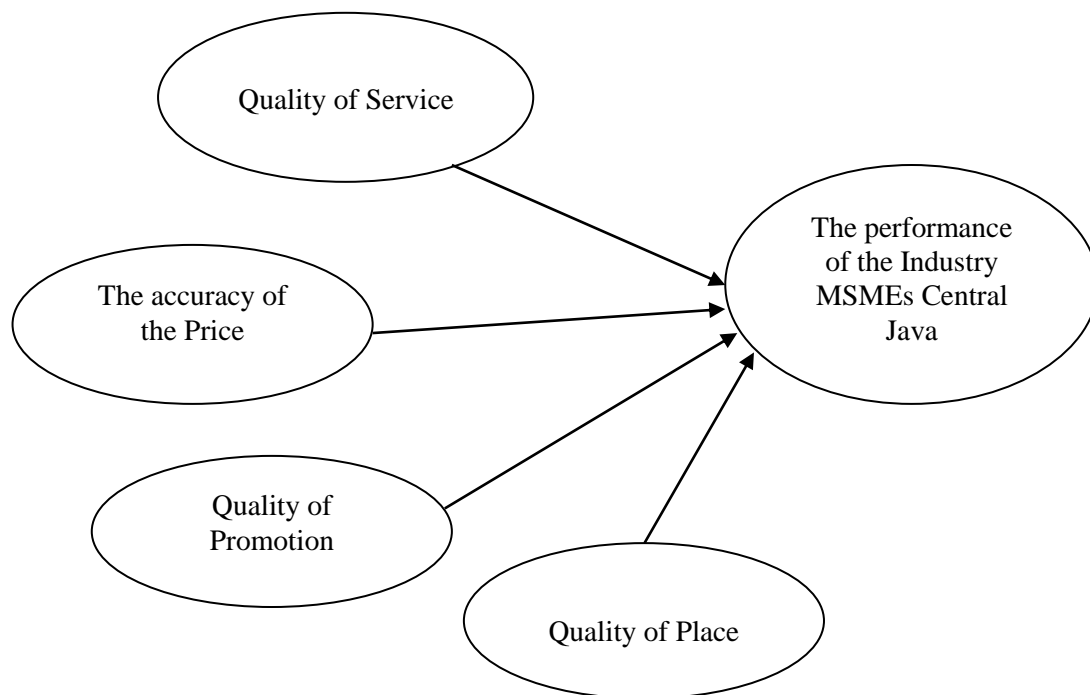 Quality of Service
The performance
of the Industry
MSMEs Central
Java
The accuracy of
the Price
Quality of
Promotion
Quality of Place